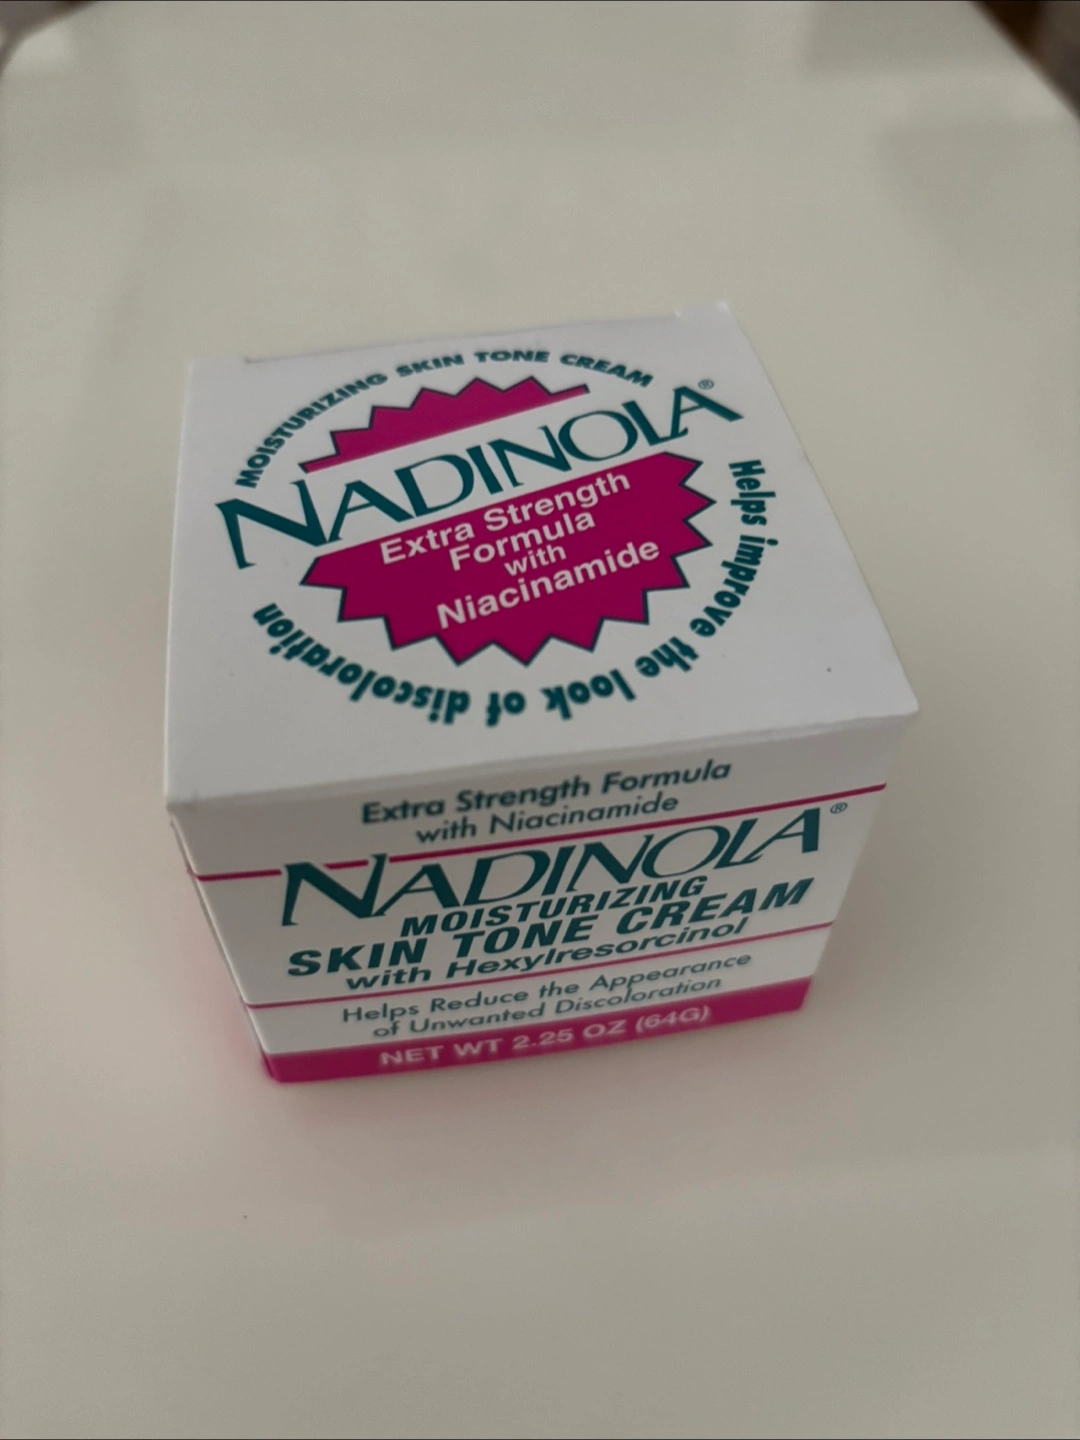 MOISTURIZING SKIN TONE CREAM
NADINOLA®
Extra Strength
Formula
with
Niacinamide
Helps improve the look of discoloration
Extra Strength Formula
with Niacinamide
NADINOLA®
MOISTURIZING
SKIN TONE CREAM
with Hexylresorcinol
Helps Reduce the Appearance
of Unwanted Discoloration
NET WT 2.25 OZ (64G)